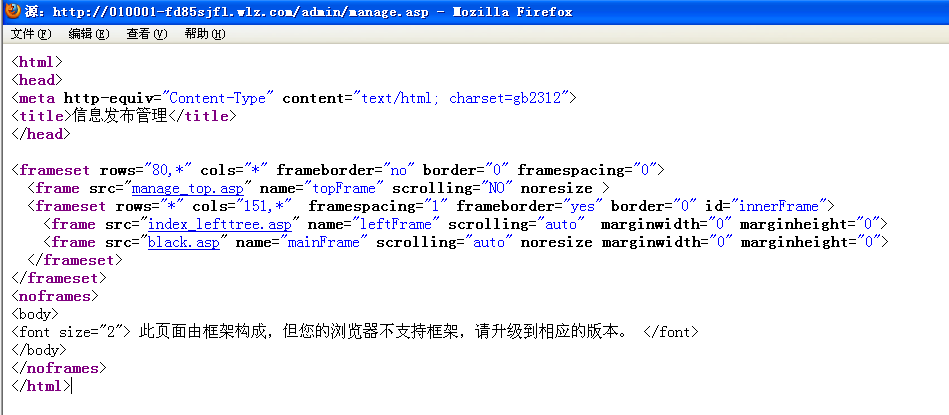 源: http://010001-fd85sjfl.wlz.com/admin/manage.asp - Mozilla Firefox
文件(F) 编辑(E) 查看(V) 帮助(H)
<html>
<head>
<meta http-equiv="Content-Type" content="text/html; charset=gb2312">
<title>信息发布管理</title>
</head>
<frameset rows="80,*" cols="*" frameborder="no" border="0" framespacing="0">
<frame src="manage_top.asp" name="topFrame" scrolling="NO" noresize >
<frameset rows="*" cols="151,*" framespacing="1" frameborder="yes" border="0" id="innerFrame">
<frame src="index_lefttree.asp" name="leftFrame" scrolling="auto" marginwidth="0" marginheight="0">
<frame src="black.asp" name="mainFrame" scrolling="auto" noresize marginwidth="0" marginheight="0">
</frameset>
</frameset>
<noframes>
<body>
<font size="2"> 此页面由框架构成，但您的浏览器不支持框架，请升级到相应的版本。 </font>
</body>
</noframes>
</html>